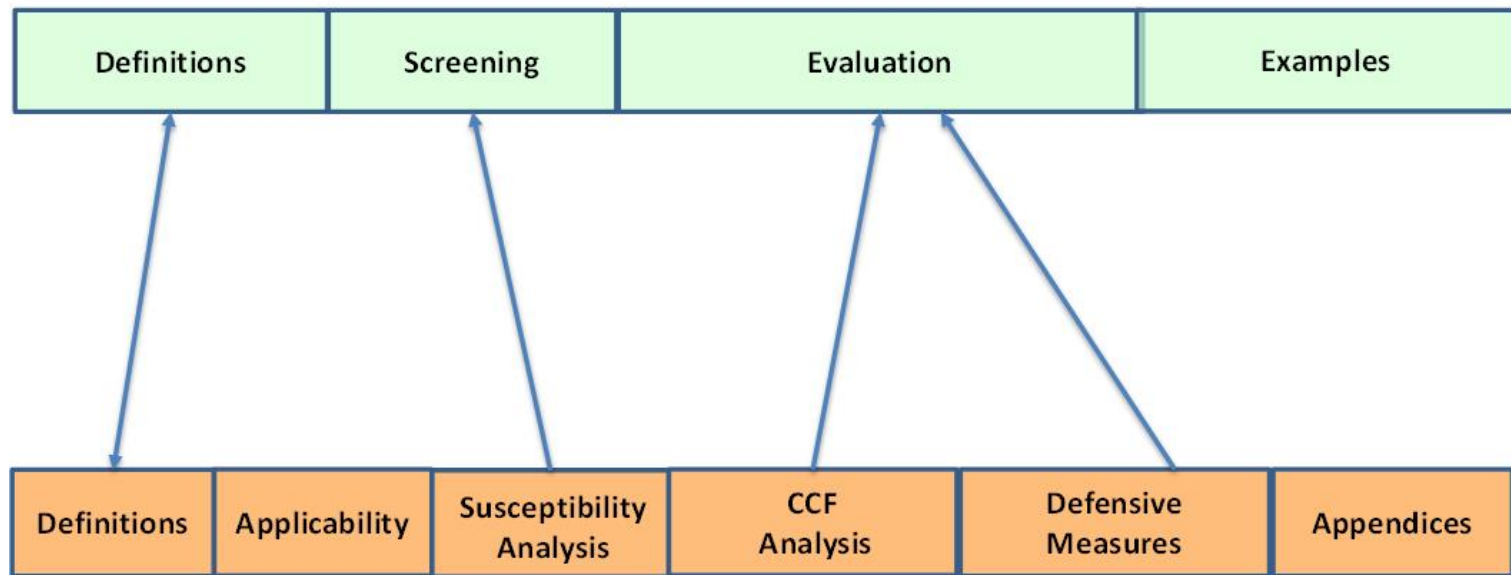 Definitions
Screening
Evaluation
Examples
Definitions
Applicability
Susceptibility
Analysis
CCF
Analysis
Defensive
Measures
Appendices